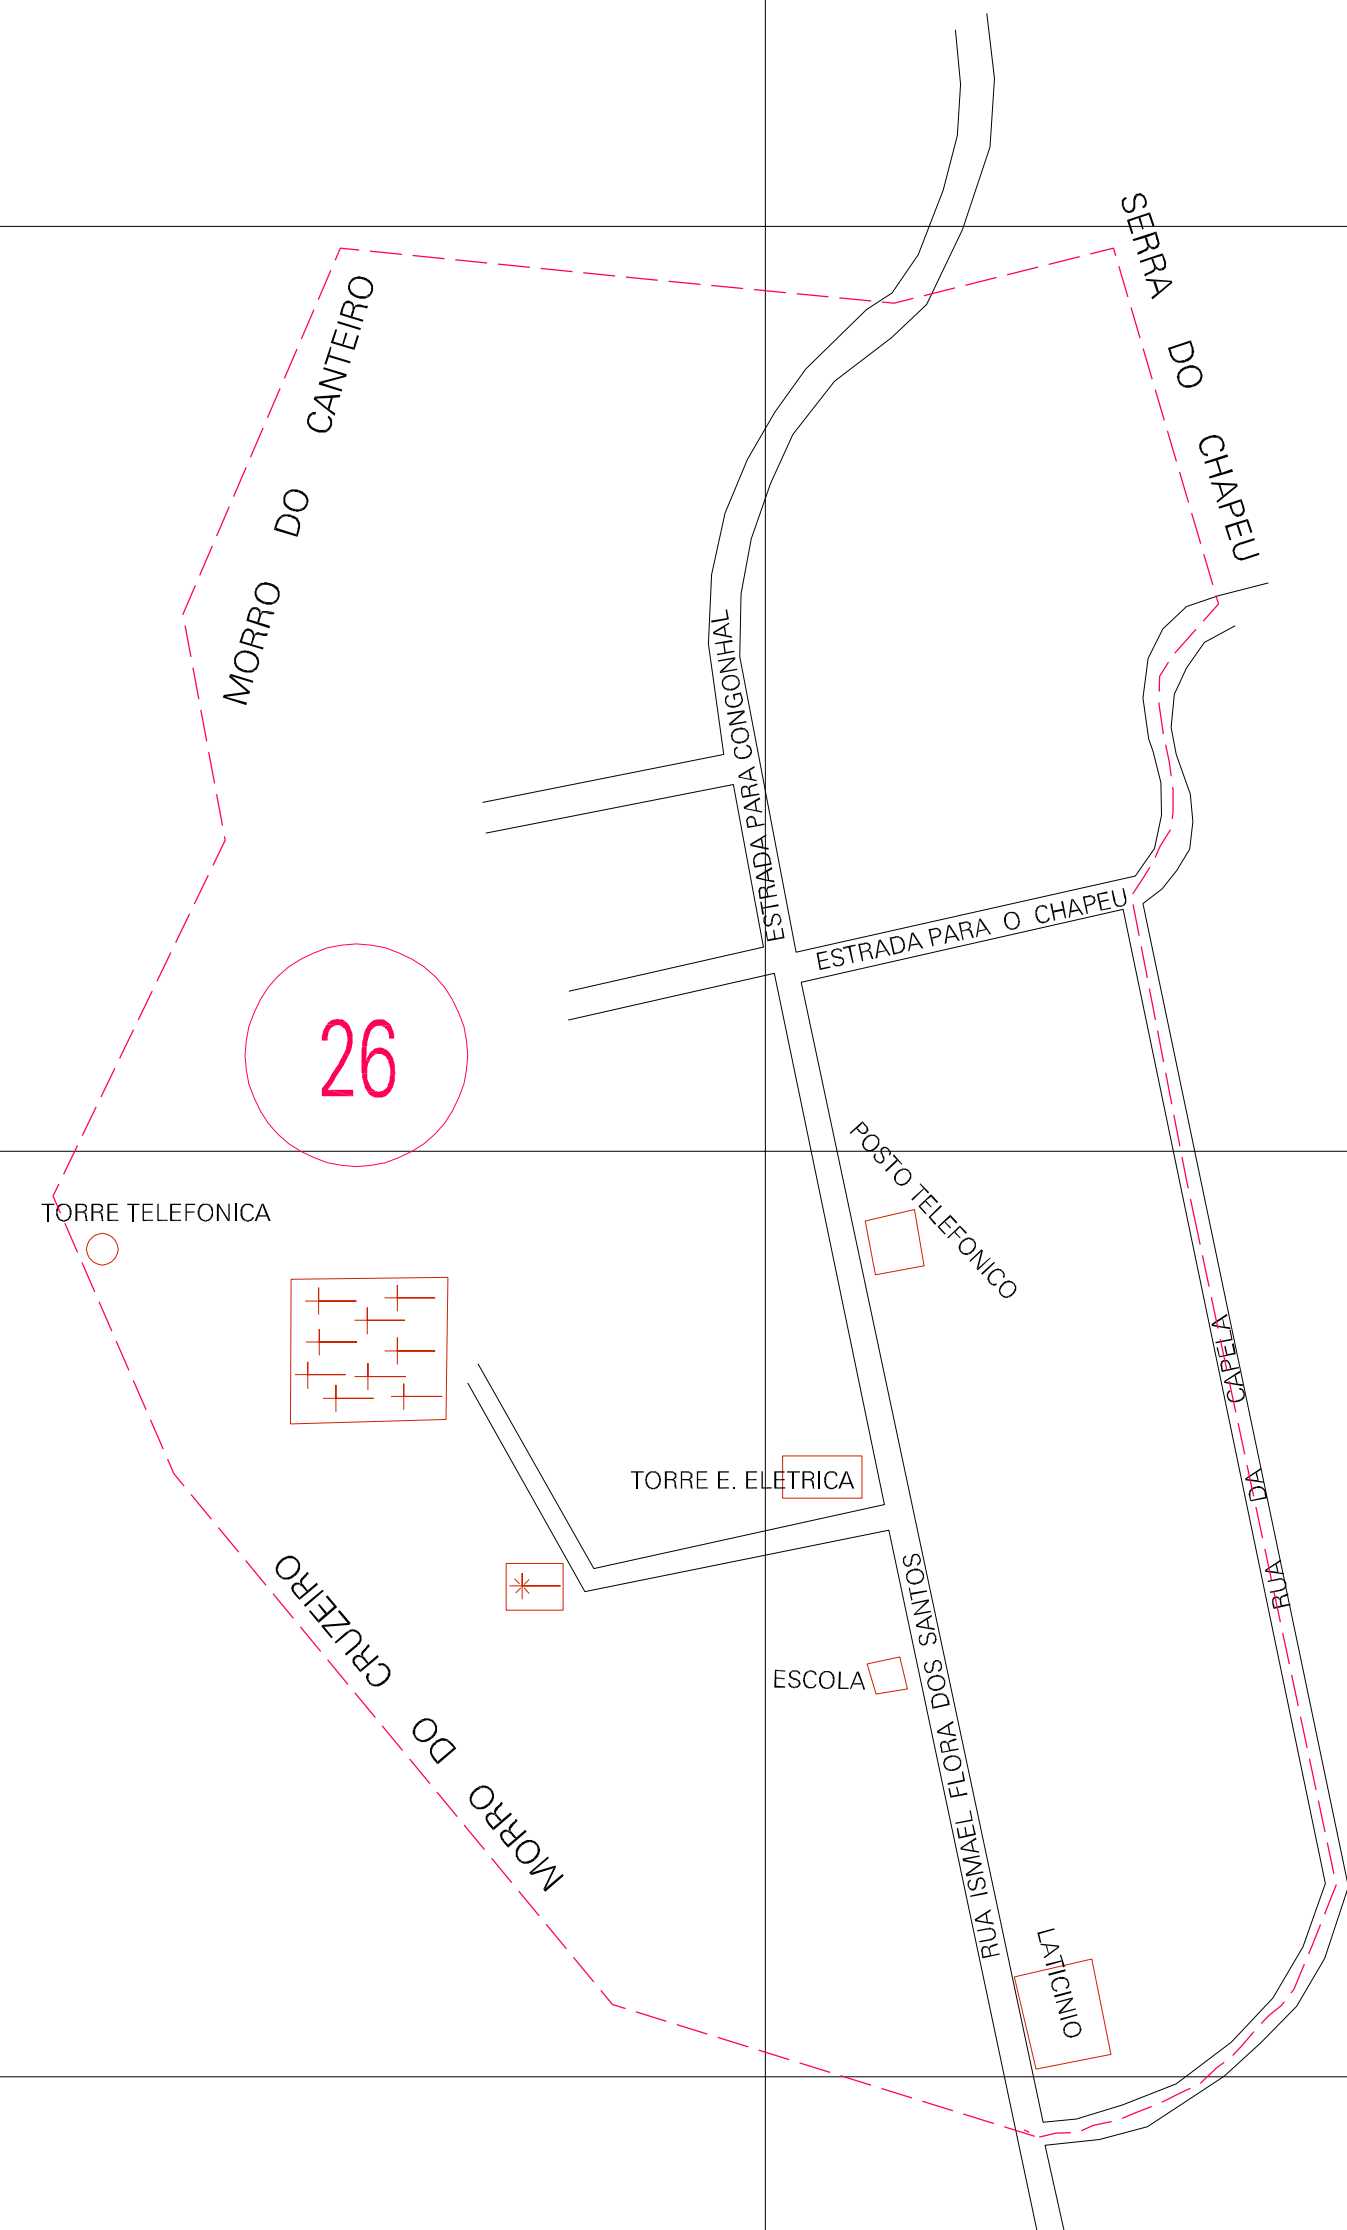 SERRA DO CHAPEU
MORRO DO CANTEIRO
ESTRADA PARA CONGONHAL
ESTRADA PARA O CHAPEU
26
POSTO TELEFONICO
TORRE TELEFONICA
RUA DA CAPELA
TORRE E. ELETRICA
MORRO DO CRUZEIRO
ESCOLA
RUA ISMAEL FLORA DOS SANTOS
LATICINIO